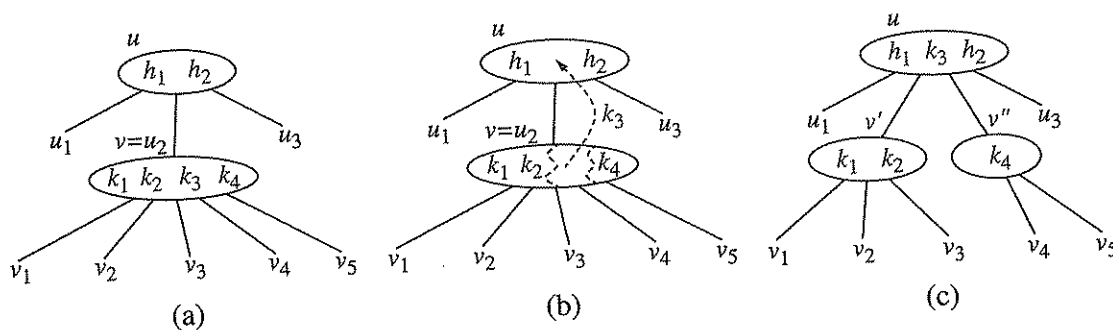 u
h₁ h₂
u₁ v=u₂ u₃
k₁ k₂ k₃ k₄
v₁ v₂ v₃ v₄ v₅
(a)
u
h₁ h₂
k₃
u₁ v=u₂ u₃
k₁ k₂ k₄
v₁ v₂ v₃ v₄ v₅
(b)
u
h₁ k₃ h₂
u₁ v′ v″ u₃
k₁ k₂ k₄
v₁ v₂ v₃ v₄ v₅
(c)